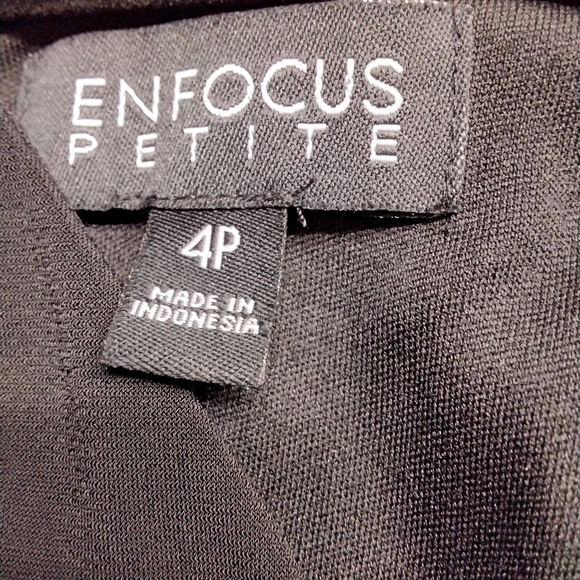 ENFOCUS
PETITE
4P
MADE IN
INDONESIA